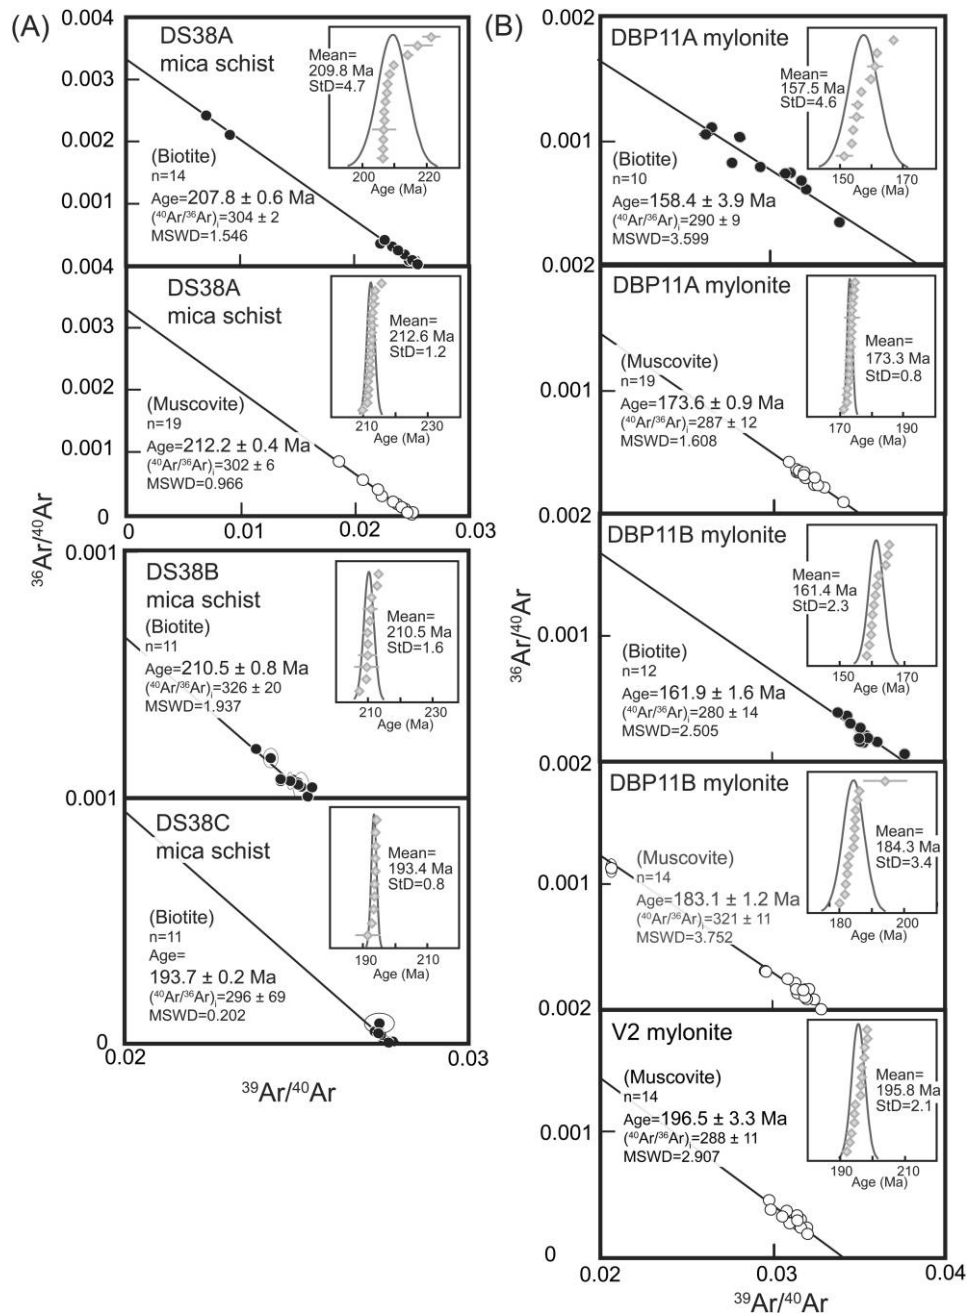 (A)
0.004
0.003
0.002
0.001
0.004
DS38A
mica schist
(Biotite)
n=14
Age=207.8 ± 0.6 Ma
(⁴⁰Ar/³⁶Ar)ᵢ=304 ± 2
MSWD=1.546
Mean=
209.8 Ma
StD=4.7
200
220
Age (Ma)
DS38A
mica schist
0.003
0.002
0.001
0
(Muscovite)
n=19
Age=212.2 ± 0.4 Ma
(⁴⁰Ar/³⁶Ar)ᵢ=302 ± 6
MSWD=0.966
Mean=
212.6 Ma
StD=1.2
210
230
Age (Ma)
0
0.01
0.02
0.03
³⁶Ar/⁴⁰Ar
0.001
DS38B
mica schist
(Biotite)
n=11
Age=210.5 ± 0.8 Ma
(⁴⁰Ar/³⁶Ar)ᵢ=326 ± 20
MSWD=1.937
Mean=
210.5 Ma
StD=1.6
210
230
Age (Ma)
0.001
DS38C
mica schist
(Biotite)
n=11
Age=
193.7 ± 0.2 Ma
(⁴⁰Ar/³⁶Ar)ᵢ=296 ± 69
MSWD=0.202
Mean=
193.4 Ma
StD=0.8
190
210
Age (Ma)
0
0.02
0.03
³⁹Ar/⁴⁰Ar
(B)
0.002
DBP11A mylonite
0.001
(Biotite)
n=10
Age=158.4 ± 3.9 Ma
(⁴⁰Ar/³⁶Ar)ᵢ=290 ± 9
MSWD=3.599
Mean=
157.5 Ma
StD=4.6
150
170
Age (Ma)
0.002
DBP11A mylonite
0.001
(Muscovite)
n=19
Age=173.6 ± 0.9 Ma
(⁴⁰Ar/³⁶Ar)ᵢ=287 ± 12
MSWD=1.608
Mean=
173.3 Ma
StD=0.8
170
190
Age (Ma)
0.002
DBP11B mylonite
0.001
(Biotite)
n=12
Age=161.9 ± 1.6 Ma
(⁴⁰Ar/³⁶Ar)ᵢ=280 ± 14
MSWD=2.505
Mean=
161.4 Ma
StD=2.3
150
170
Age (Ma)
³⁶Ar/⁴⁰Ar
0.002
DBP11B mylonite
0.001
(Muscovite)
n=14
Age=183.1 ± 1.2 Ma
(⁴⁰Ar/³⁶Ar)ᵢ=321 ± 11
MSWD=3.752
Mean=
184.3 Ma
StD=3.4
180
200
Age (Ma)
0.002
V2 mylonite
0.001
(Muscovite)
n=14
Age=196.5 ± 3.3 Ma
(⁴⁰Ar/³⁶Ar)ᵢ=288 ± 11
MSWD=2.907
Mean=
195.8 Ma
StD=2.1
190
210
Age (Ma)
0
0.02
0.03
0.04
³⁹Ar/⁴⁰Ar